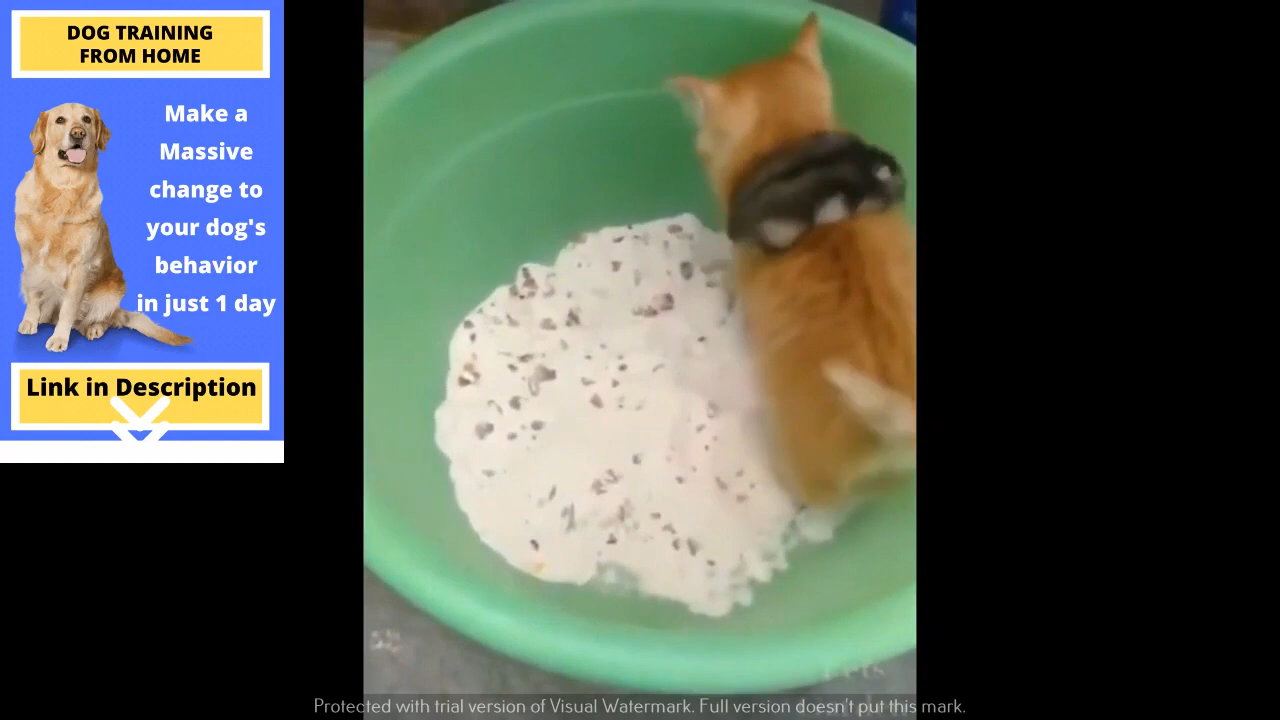 DOG TRAINING
FROM HOME
Make a
Massive
change to
your dog's
behavior
in just 1 day
Link in Description
Pets
Protected with trial version of Visual Watermark. Full version doesn't put this mark.